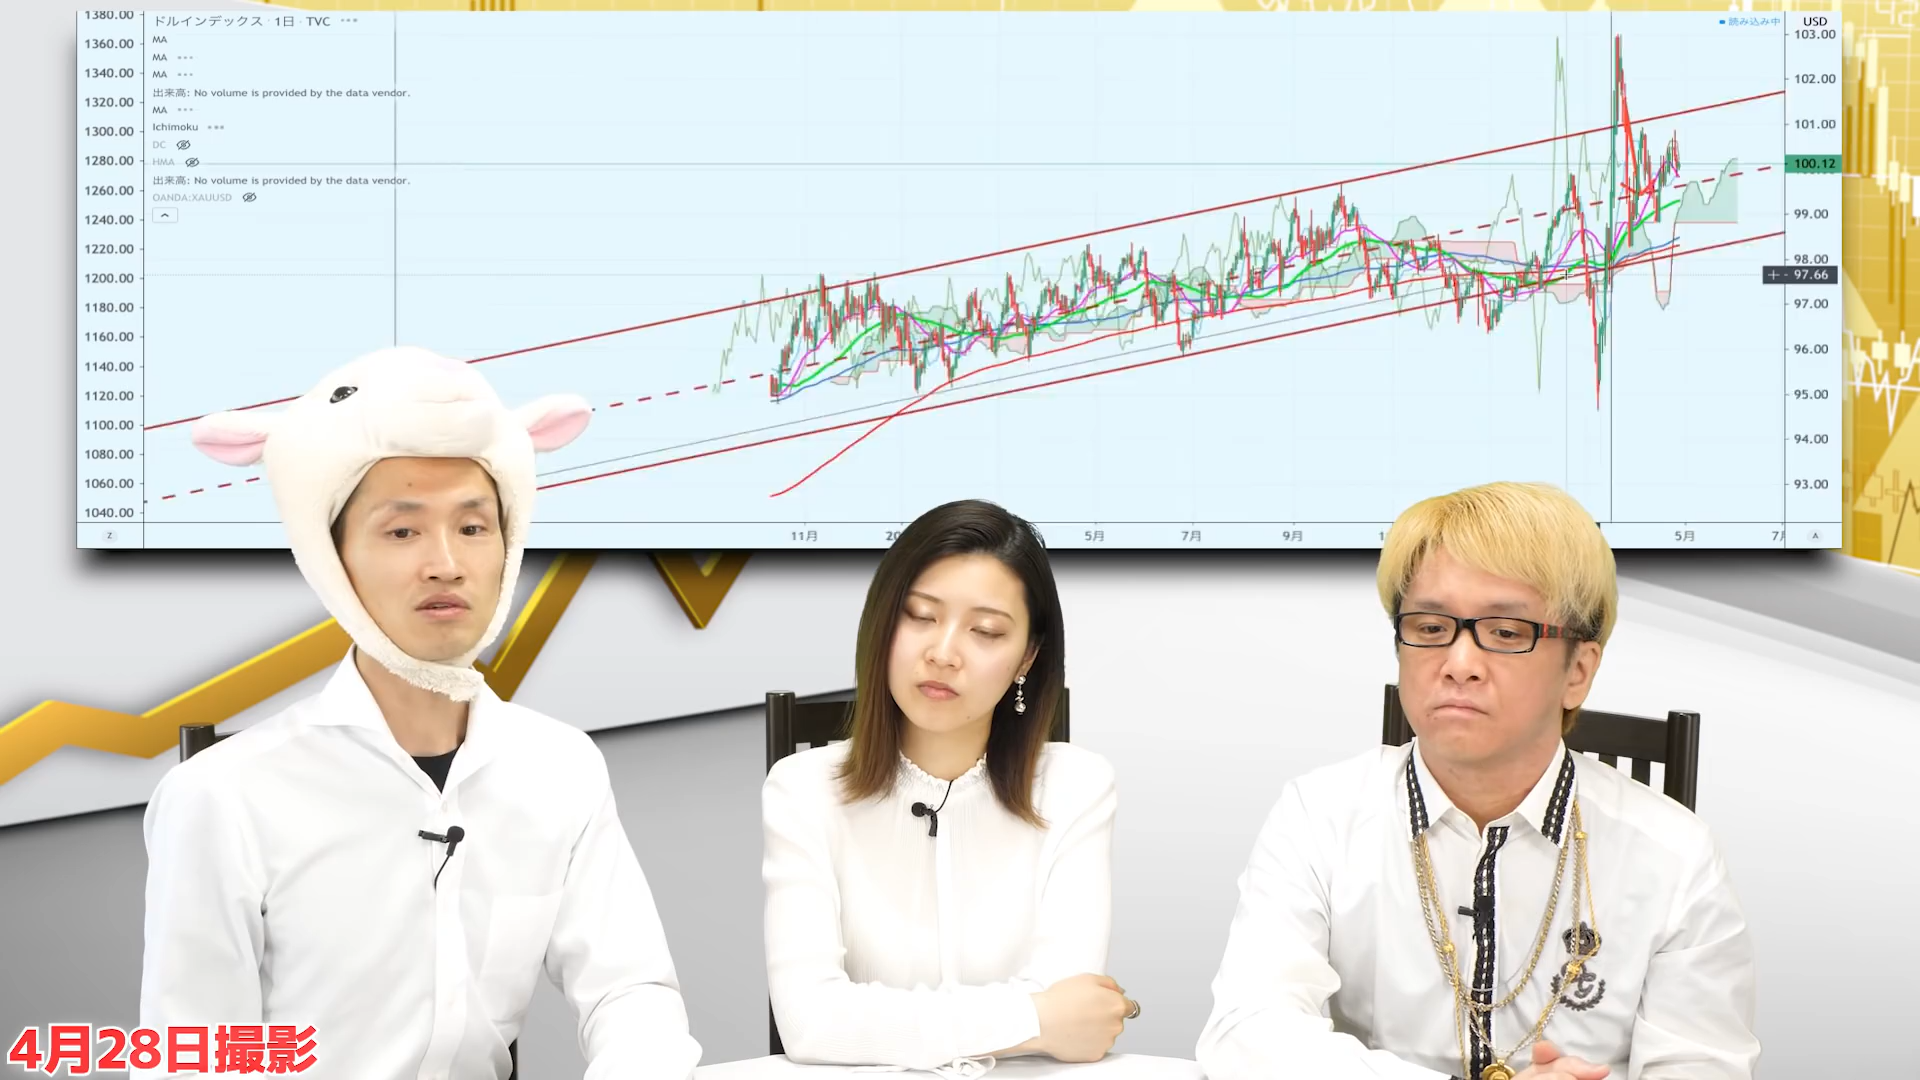 ドルインデックス · 1日 · TVC
読み込み中
USD
MA
MA
MA
出来高: No volume is provided by the data vendor.
MA
Ichimoku
DC
HMA
出来高: No volume is provided by the data vendor.
OANDA:XAUUSD
1380.00
1360.00
1340.00
1320.00
1300.00
1280.00
1260.00
1240.00
1220.00
1200.00
1180.00
1160.00
1140.00
1120.00
1100.00
1080.00
1060.00
1040.00
103.00
102.00
101.00
100.12
99.00
98.00
97.66
97.00
96.00
95.00
94.00
93.00
Z
11月
20
5月
7月
9月
5月
A
4月28日撮影